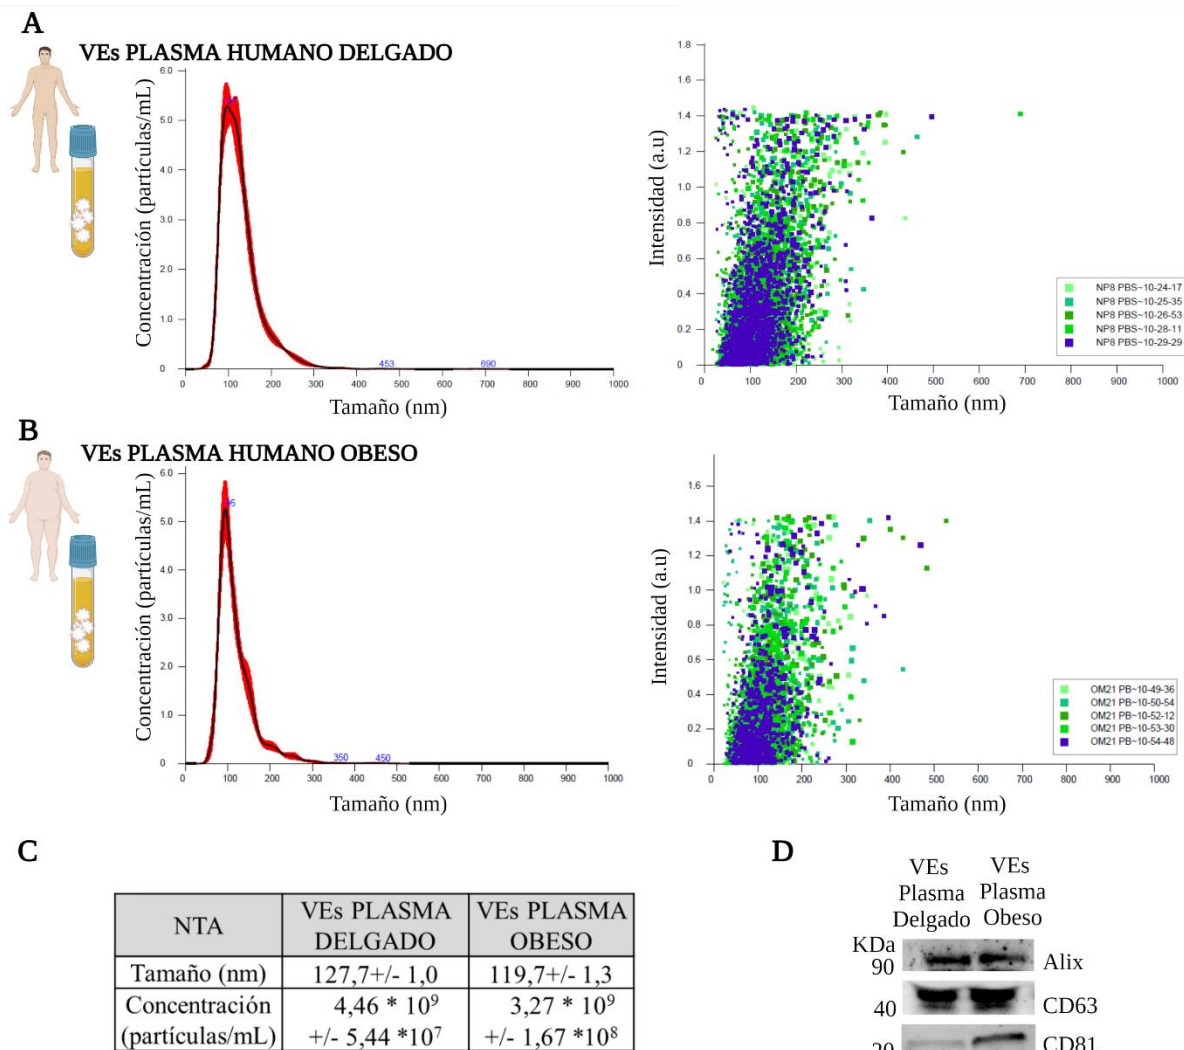 A
VEs PLASMA HUMANO DELGADO
Concentración (partículas/mL)
6.0
5.0
4.0
3.0
2.0
1.0
0
453
690
0
100
200
300
400
500
600
700
800
900
1000
Tamaño (nm)
Intensidad (a.u)
1.8
1.6
1.4
1.2
1.0
0.8
0.6
0.4
0.2
0
NP8 PBS~10-24-17
NP8 PBS~10-25-35
NP8 PBS~10-26-53
NP8 PBS~10-28-11
NP8 PBS~10-29-29
0
100
200
300
400
500
600
700
800
900
1000
Tamaño (nm)
B
VEs PLASMA HUMANO OBESO
Concentración (partículas/mL)
6.0
5.0
4.0
3.0
2.0
1.0
0
95
350
450
0
100
200
300
400
500
600
700
800
900
1000
Tamaño (nm)
Intensidad (a.u)
1.6
1.4
1.2
1.0
0.8
0.6
0.4
0.2
0
OM21 PB~10-49-36
OM21 PB~10-50-54
OM21 PB~10-52-12
OM21 PB~10-53-30
OM21 PB~10-54-48
0
100
200
300
400
500
600
700
800
900
1000
Tamaño (nm)
C
NTA
VEs PLASMA
DELGADO
VEs PLASMA
OBESO
Tamaño (nm)
127,7+/- 1,0
119,7+/- 1,3
Concentración
(partículas/mL)
4,46 * 10⁹
+/- 5,44 *10⁷
3,27 * 10⁹
+/- 1,67 *10⁸
D
VEs
Plasma
Delgado
VEs
Plasma
Obeso
KDa
90
Alix
40
CD63
CD81